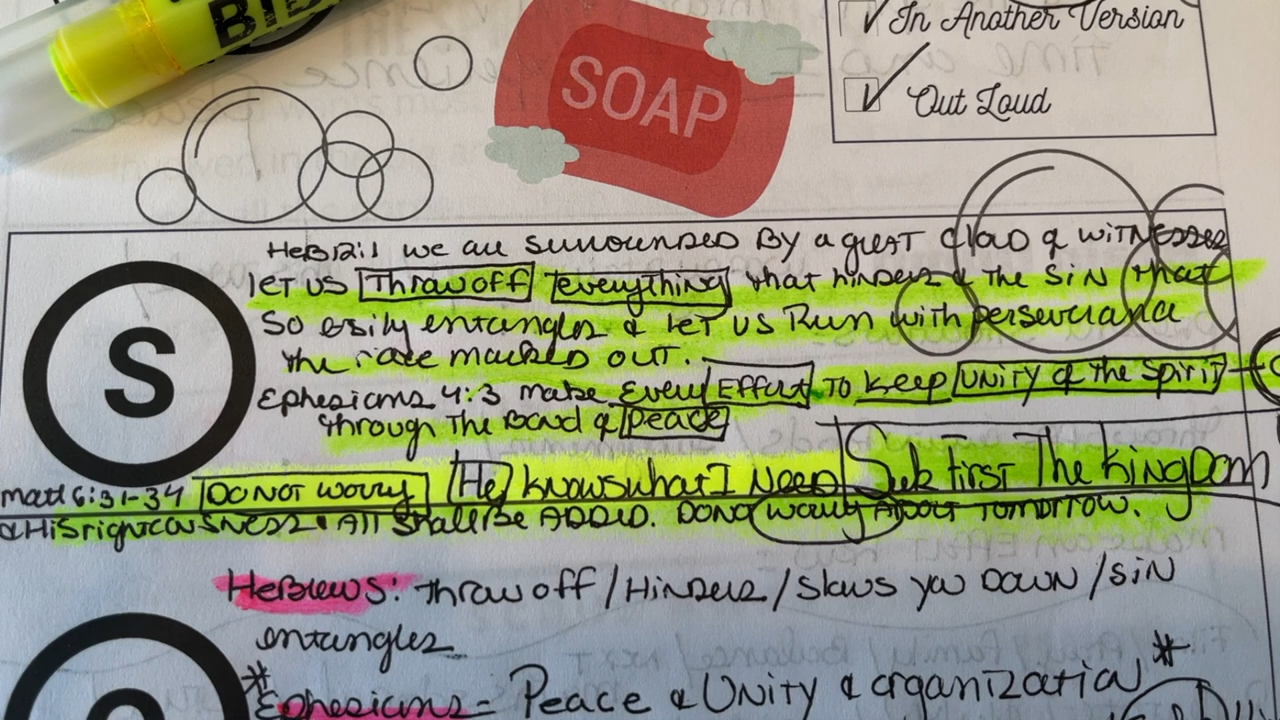 BIB
SOAP
In Another Version
Out Loud
HEBR12:1 we are surrounded By a great cloud & witnesses
let us Throw off everything that hinders & The sin that
S
So easily entangles & let us Run with perseverance
the race marked out.
Ephesians 4:3 make Every Effort to keep Unity of the Spirit
through the Bond of peace
matt 6:31-34 DO NOT worry He knows what I Need Seek First The Kingdom
& His righteousness & All shall Be ADDED. DO NOT worry About Tomorrow.
Hebrews: Throw off / Hinders / Slows you Down / sin
entangles
* Ephesians = Peace & Unity & organization *